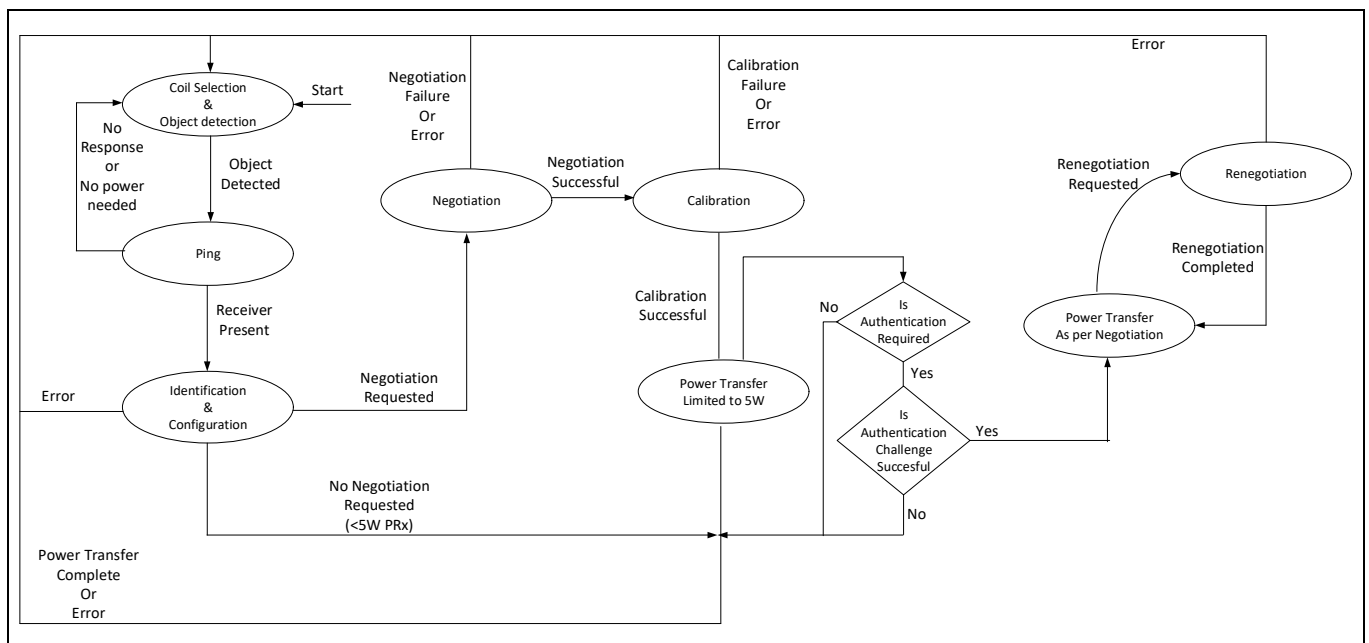 Error
Start
Coil Selection
&
Object detection
No
Response
or
No power
needed
Object
Detected
Negotiation
Failure
Or
Error
Calibration
Failure
Or
Error
Negotiation
Successful
Renegotiation
Requested
Renegotiation
Negotiation
Calibration
Ping
Renegotiation
Completed
Receiver
Present
Calibration
Successful
No
Is
Authentication
Required
Power Transfer
As per Negotiation
Error
Identification
&
Configuration
Negotiation
Requested
Power Transfer
Limited to 5W
Yes
Is
Authentication
Challenge
Succesful
Yes
No
No Negotiation
Requested
(<5W PRx)
Power Transfer
Complete
Or
Error